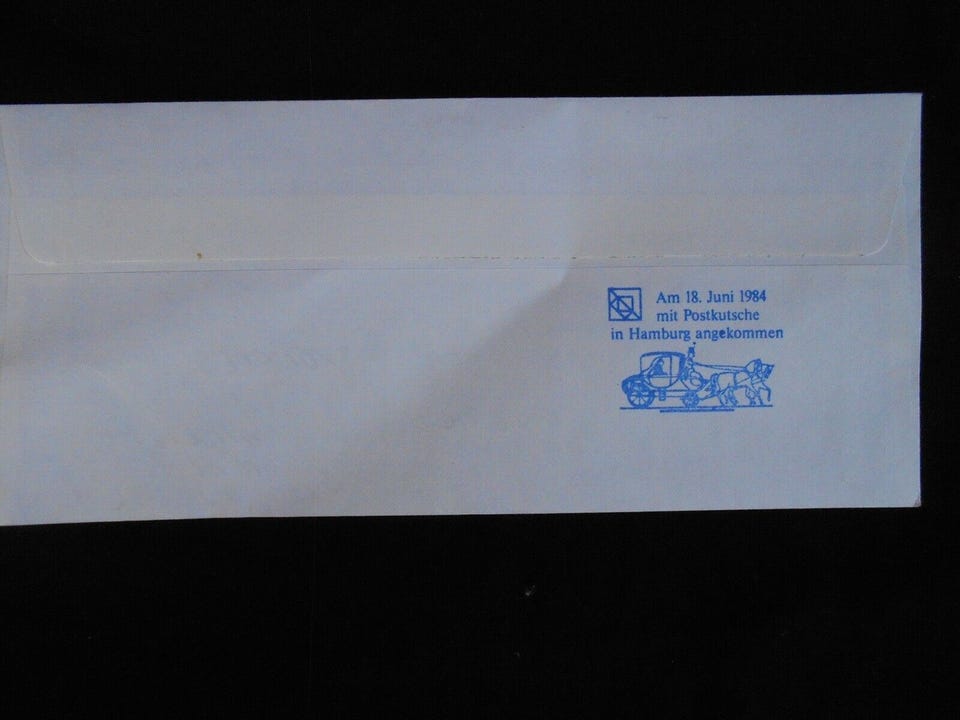 Am 18. Juni 1984
mit Postkutsche
in Hamburg angekommen